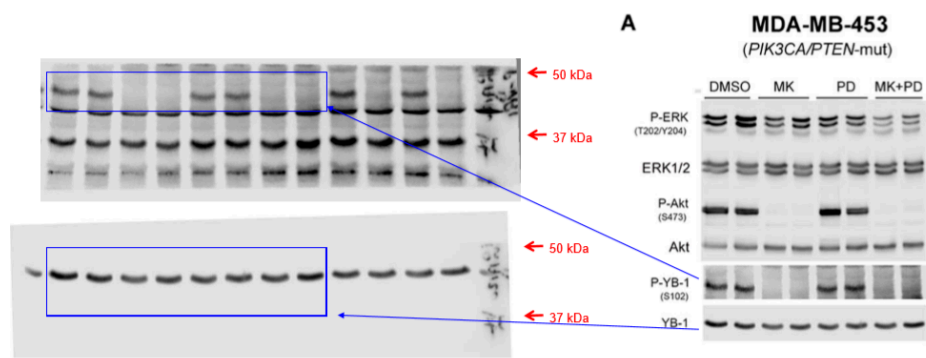 A
MDA-MB-453
(PIK3CA/PTEN-mut)
DMSO MK PD MK+PD
P-ERK
(T202/Y204)
ERK1/2
P-Akt
(S473)
Akt
P-YB-1
(S102)
YB-1
50 kDa
37 kDa
50 kDa
37 kDa